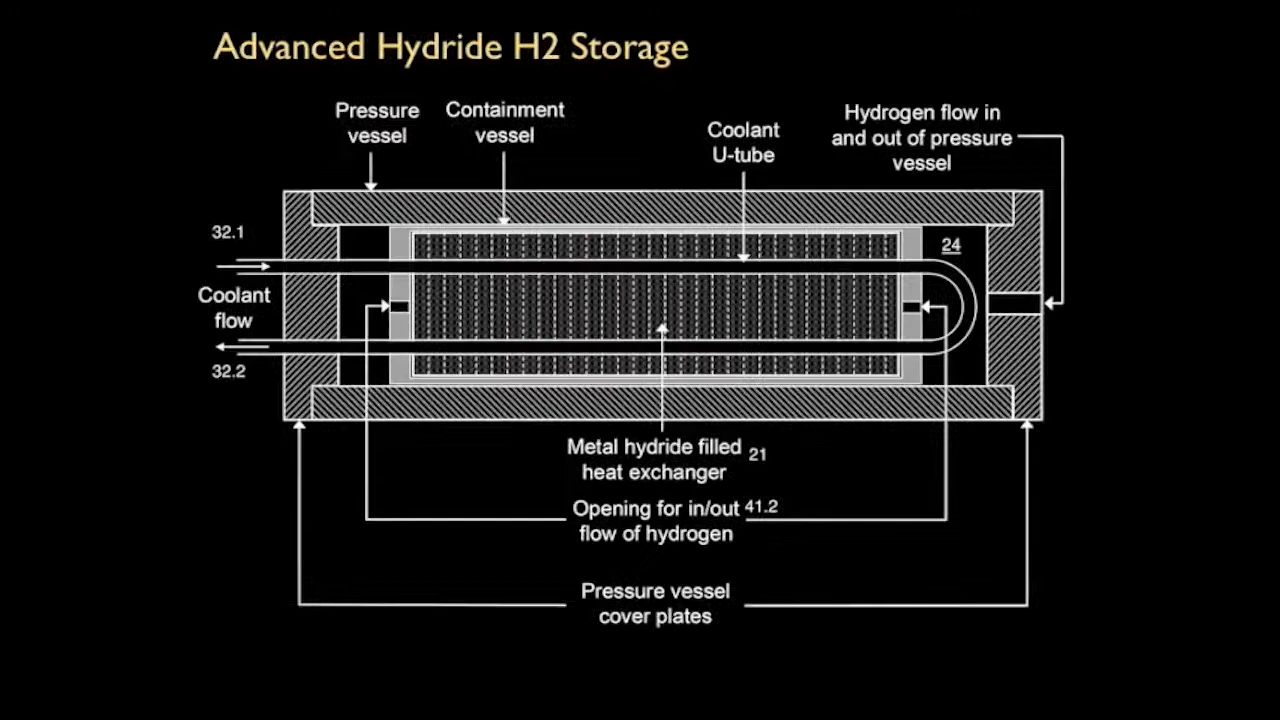 Advanced Hydride H2 Storage
Pressure
vessel
Containment
vessel
Coolant
U-tube
Hydrogen flow in
and out of pressure
vessel
32.1
24
Coolant
flow
32.2
Metal hydride filled 21
heat exchanger
Opening for in/out 41.2
flow of hydrogen
Pressure vessel
cover plates